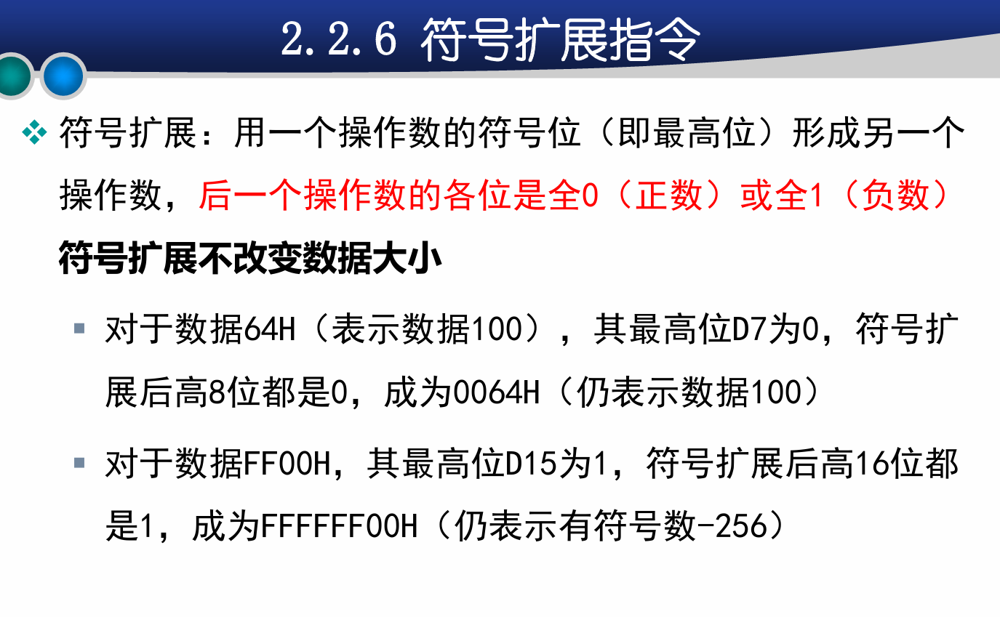 2.2.6 符号扩展指令
符号扩展：用一个操作数的符号位（即最高位）形成另一个
操作数，后一个操作数的各位是全0（正数）或全1（负数）
符号扩展不改变数据大小
对于数据64H（表示数据100），其最高位D7为0，符号扩
展后高8位都是0，成为0064H（仍表示数据100）
对于数据FF00H，其最高位D15为1，符号扩展后高16位都
是1，成为FFFFFF00H（仍表示有符号数-256）